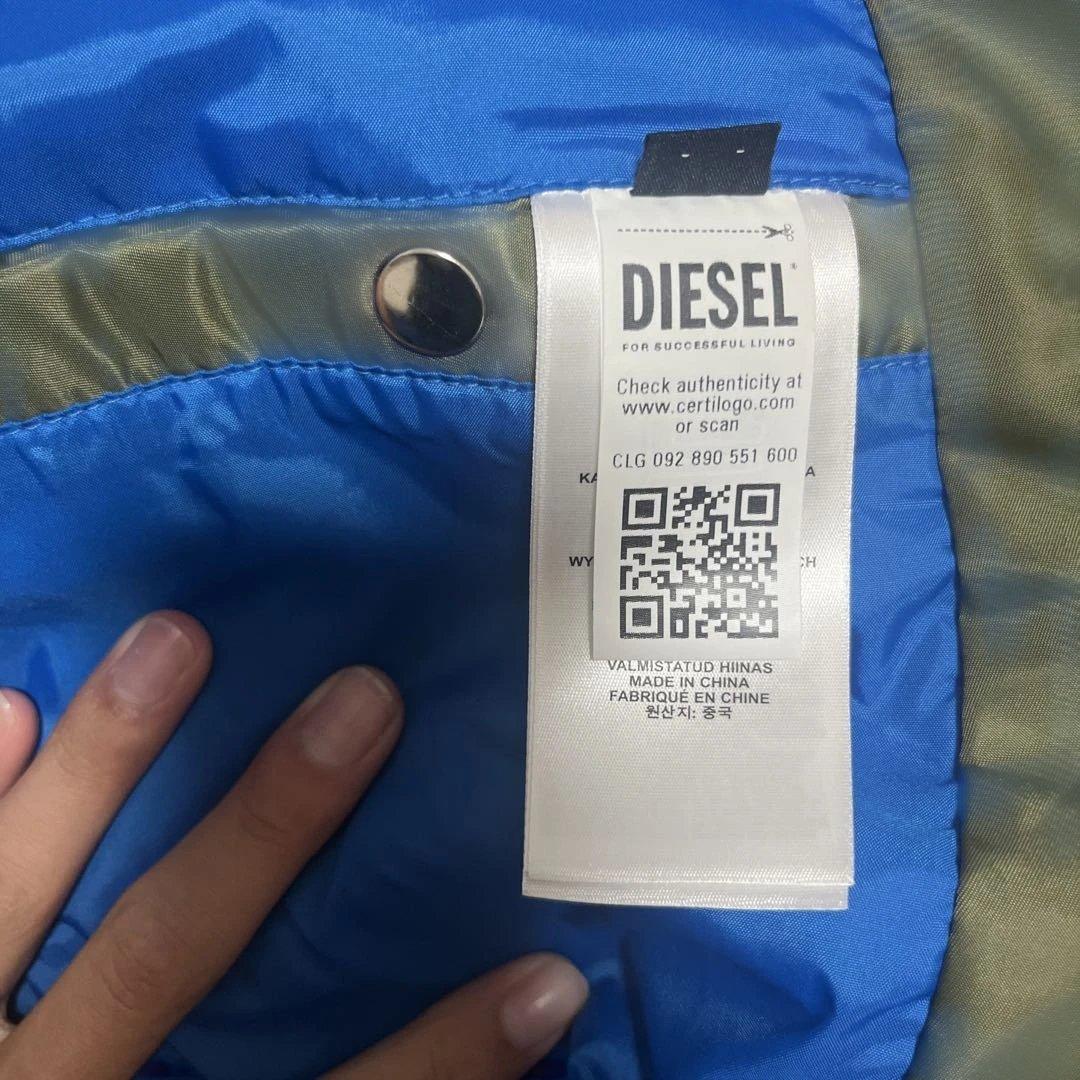 DIESEL®
FOR SUCCESSFUL LIVING
Check authenticity at
www.certilogo.com
or scan
CLG 092 890 551 600
VALMISTATUD HIINAS
MADE IN CHINA
FABRIQUÉ EN CHINE
원산지: 중국